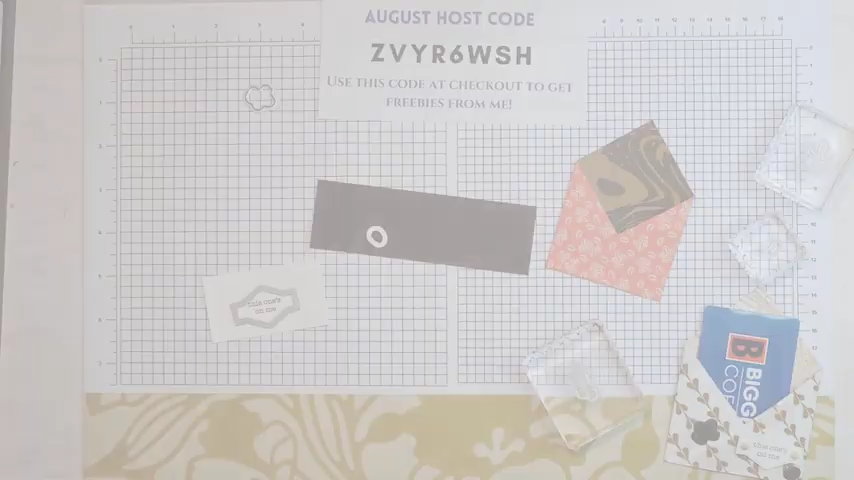 AUGUST HOST CODE
ZVYR6WSH
USE THIS CODE AT CHECKOUT TO GET
FREEBIES FROM ME!
this one's
on me
B
BIGG
CO
this one's
on me